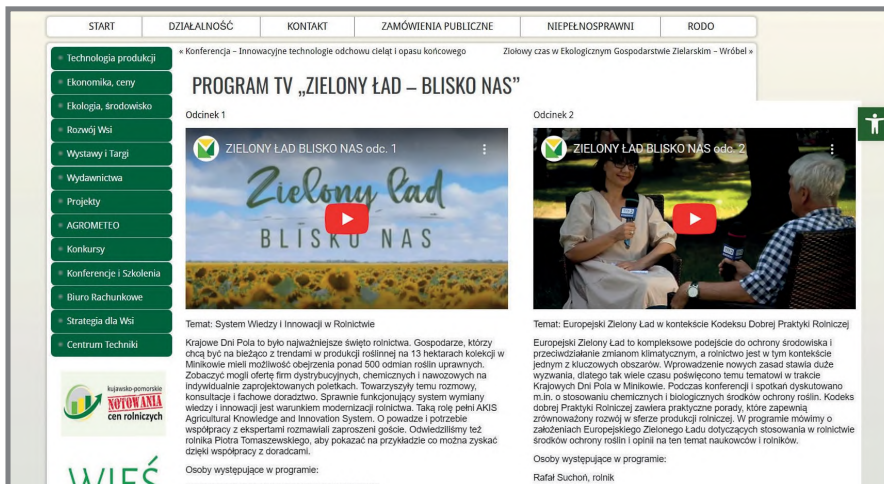 START DZIAŁALNOŚĆ KONTAKT ZAMÓWIENIA PUBLICZNE NIEPEŁNOSPRAWNI RODO
Technologia produkcji
Ekonomika, ceny
Ekologia, środowisko
Rozwój Wsi
Wystawy i Targi
Wydawnictwa
Projekty
AGROMETEO
Konkursy
Konferencje i Szkolenia
Biuro Rachunkowe
Strategia dla Wsi
Centrum Techniki
kujawsko-pomorskie
NOTOWANIA
cen rolniczych
WIEŚ
« Konferencja – Innowacyjne technologie odchowu cieląt i opasu końcowego
Ziołowy czas w Ekologicznym Gospodarstwie Zielarskim – Wróbel »
PROGRAM TV „ZIELONY ŁAD – BLISKO NAS”
Odcinek 1
ZIELONY ŁAD BLISKO NAS odc. 1
Zielony Ład
BLISKO NAS
Temat: System Wiedzy i Innowacji w Rolnictwie
Krajowe Dni Pola to było najważniejsze święto rolnictwa. Gospodarze, którzy
chcą być na bieżąco z trendami w produkcji roślinnej na 13 hektarach kolekcji w
Minikowie mieli możliwość obejrzenia ponad 500 odmian roślin uprawnych.
Zobaczyć mogli ofertę firm dystrybucyjnych, chemicznych i nawozowych na
indywidualnie zaprojektowanych poletkach. Towarzyszyły temu rozmowy,
konsultacje i fachowe doradztwo. Sprawnie funkcjonujący system wymiany
wiedzy i innowacji jest warunkiem modernizacji rolnictwa. Taką rolę pełni AKIS
Agricultural Knowledge and Innovation System. O powadze i potrzebie
współpracy z ekspertami rozmawiali zaproszeni goście. Odwiedziliśmy też
rolnika Piotra Tomaszewskiego, aby pokazać na przykładzie co można zyskać
dzięki współpracy z doradcami.
Osoby występujące w programie:
Odcinek 2
ZIELONY ŁAD BLISKO NAS odc. 2
Temat: Europejski Zielony Ład w kontekście Kodeksu Dobrej Praktyki Rolniczej
Europejski Zielony Ład to kompleksowe podejście do ochrony środowiska i
przeciwdziałanie zmianom klimatycznym, a rolnictwo jest w tym kontekście
jednym z kluczowych obszarów. Wprowadzenie nowych zasad stawia duże
wyzwania, dlatego tak wiele czasu poświęcono temu tematowi w trakcie
Krajowych Dni Pola w Minikowie. Podczas konferencji i spotkań dyskutowano
m.in. o stosowaniu chemicznych i biologicznych środków ochrony roślin. Kodeks
dobrej Praktyki Rolniczej zawiera praktyczne porady, które zapewnią
zrównoważony rozwój w sferze produkcji rolniczej. W programie mówimy o
założeniach Europejskiego Zielonego Ładu dotyczących stosowania w rolnictwie
środków ochrony roślin i opinii na ten temat naukowców i rolników.
Osoby występujące w programie:
Rafał Suchoń, rolnik